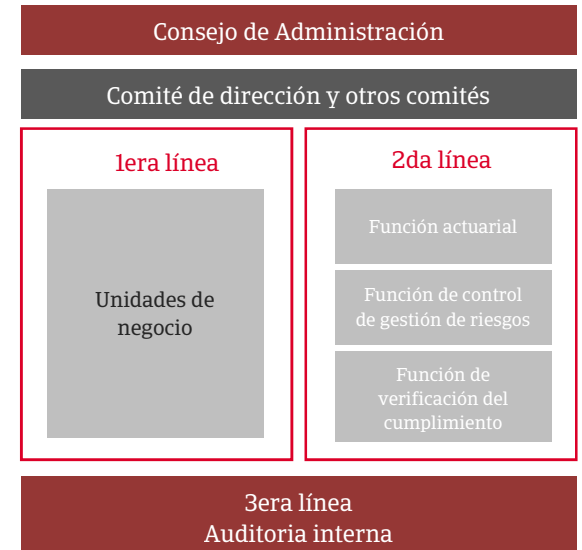 Consejo de Administración
Comité de dirección y otros comités
1era línea
Unidades de
negocio
2da línea
Función actuarial
Función de control
de gestión de riesgos
Función de
verificación del
cumplimiento
3era línea
Auditoria interna